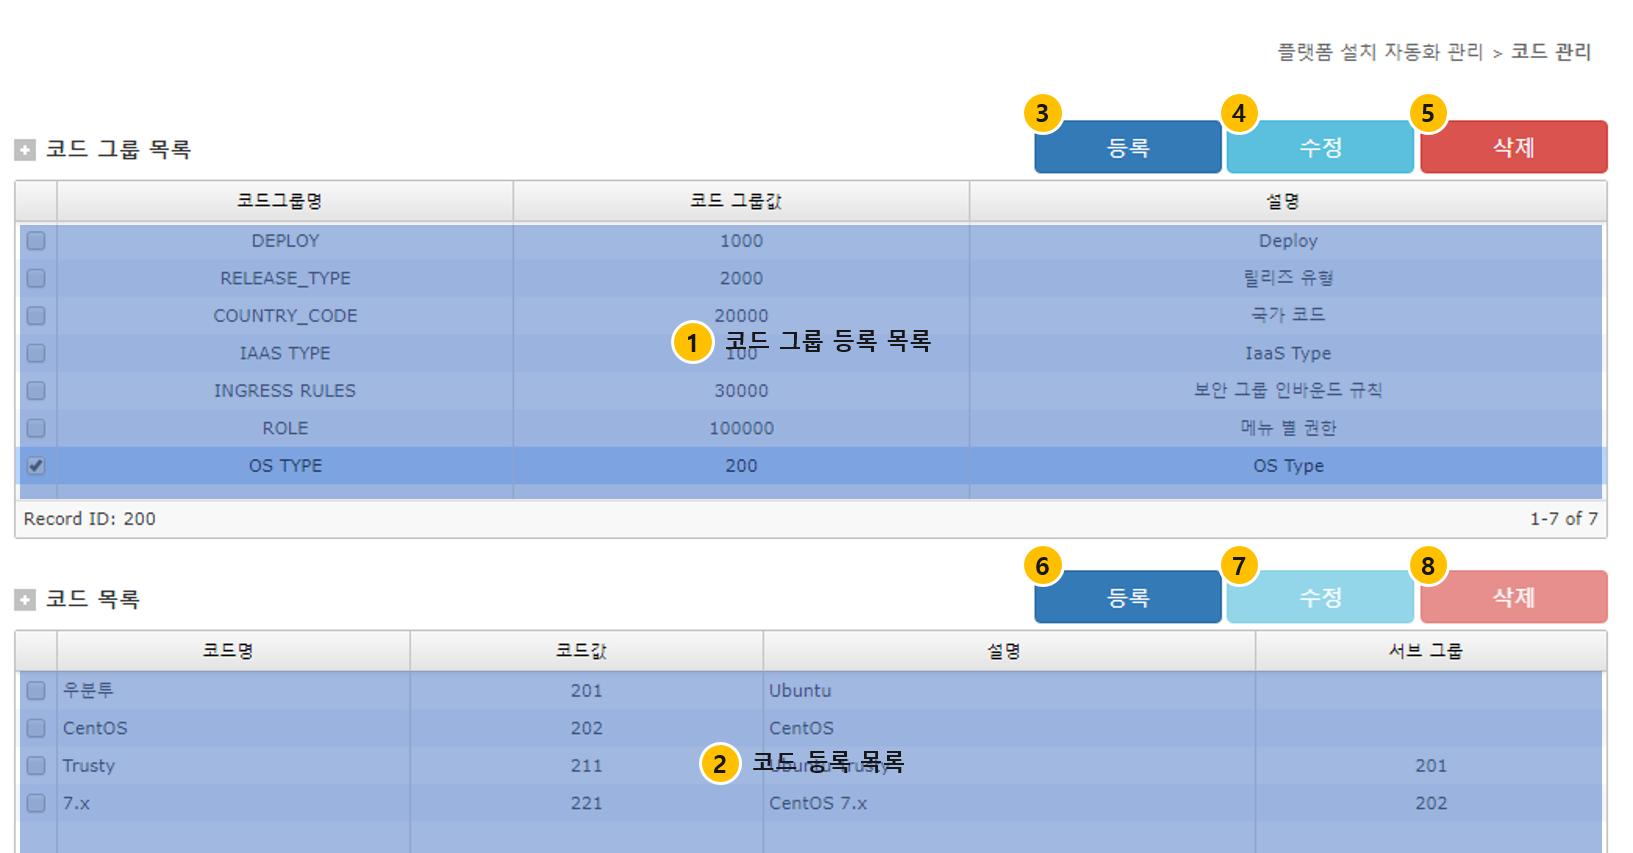 플랫폼 설치 자동화 관리 > 코드 관리
3 4 5
코드 그룹 목록 등록 수정 삭제
코드그룹명 코드 그룹값 설명
DEPLOY 1000 Deploy
RELEASE_TYPE 2000 릴리즈 유형
COUNTRY_CODE 20000 국가 코드
1 코드 그룹 등록 목록
IAAS TYPE 100 IaaS Type
INGRESS RULES 30000 보안 그룹 인바운드 규칙
ROLE 100000 메뉴 별 권한
OS TYPE 200 OS Type
Record ID: 200 1-7 of 7
6 7 8
코드 목록 등록 수정 삭제
코드명 코드값 설명 서브 그룹
우분투 201 Ubuntu
CentOS 202 CentOS
2 코드 등록 목록
Trusty 211 Ubuntu Trusty 201
7.x 221 CentOS 7.x 202